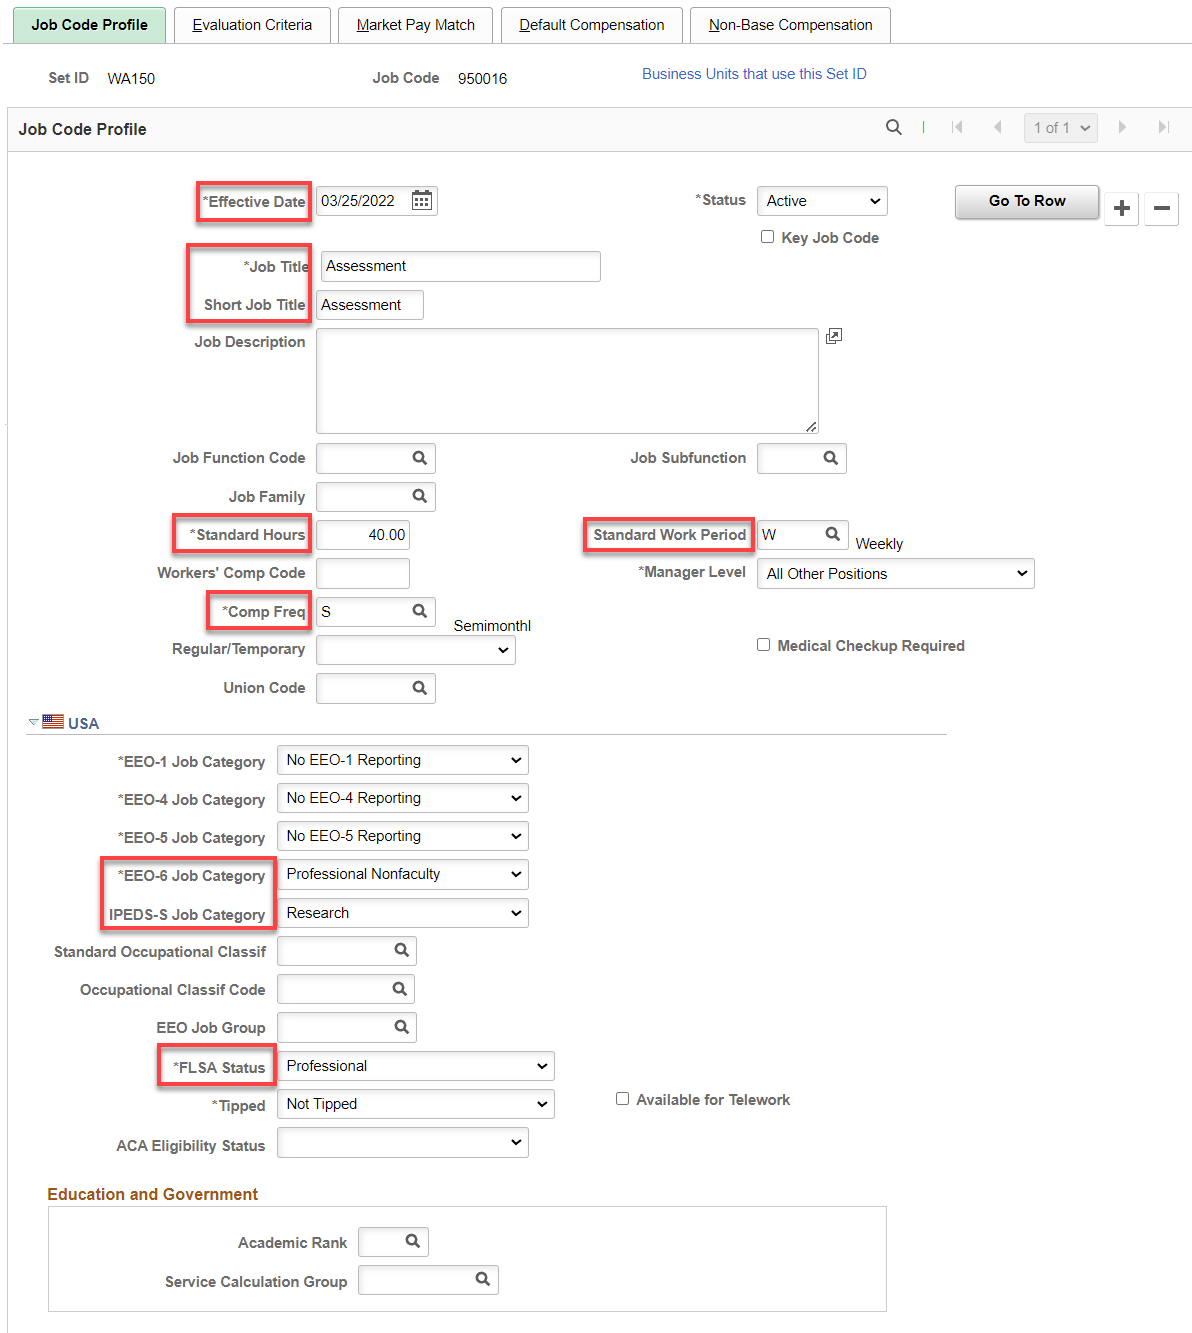 Job Code Profile Evaluation Criteria Market Pay Match Default Compensation Non-Base Compensation
Set ID WA150 Job Code 950016 Business Units that use this Set ID
Job Code Profile 1 of 1
*Effective Date 03/25/2022 *Status Active Go To Row
Key Job Code
*Job Title Assessment
Short Job Title Assessment
Job Description
Job Function Code Job Subfunction
Job Family
*Standard Hours 40.00 Standard Work Period W Weekly
Workers' Comp Code *Manager Level All Other Positions
*Comp Freq S Semimonthl
Regular/Temporary Medical Checkup Required
Union Code
USA
*EEO-1 Job Category No EEO-1 Reporting
*EEO-4 Job Category No EEO-4 Reporting
*EEO-5 Job Category No EEO-5 Reporting
*EEO-6 Job Category Professional Nonfaculty
IPEDS-S Job Category Research
Standard Occupational Classif
Occupational Classif Code
EEO Job Group
*FLSA Status Professional
*Tipped Not Tipped Available for Telework
ACA Eligibility Status
Education and Government
Academic Rank
Service Calculation Group